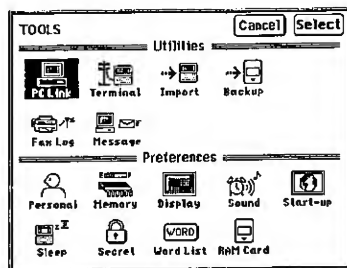 TOOLS Cancel Select
Utilities
PC Link Terminal Import Backup
Fax Log Message
Preferences
Personal Memory Display Sound Start-up
zZ WORD
Sleep Secret Word List RAM Card